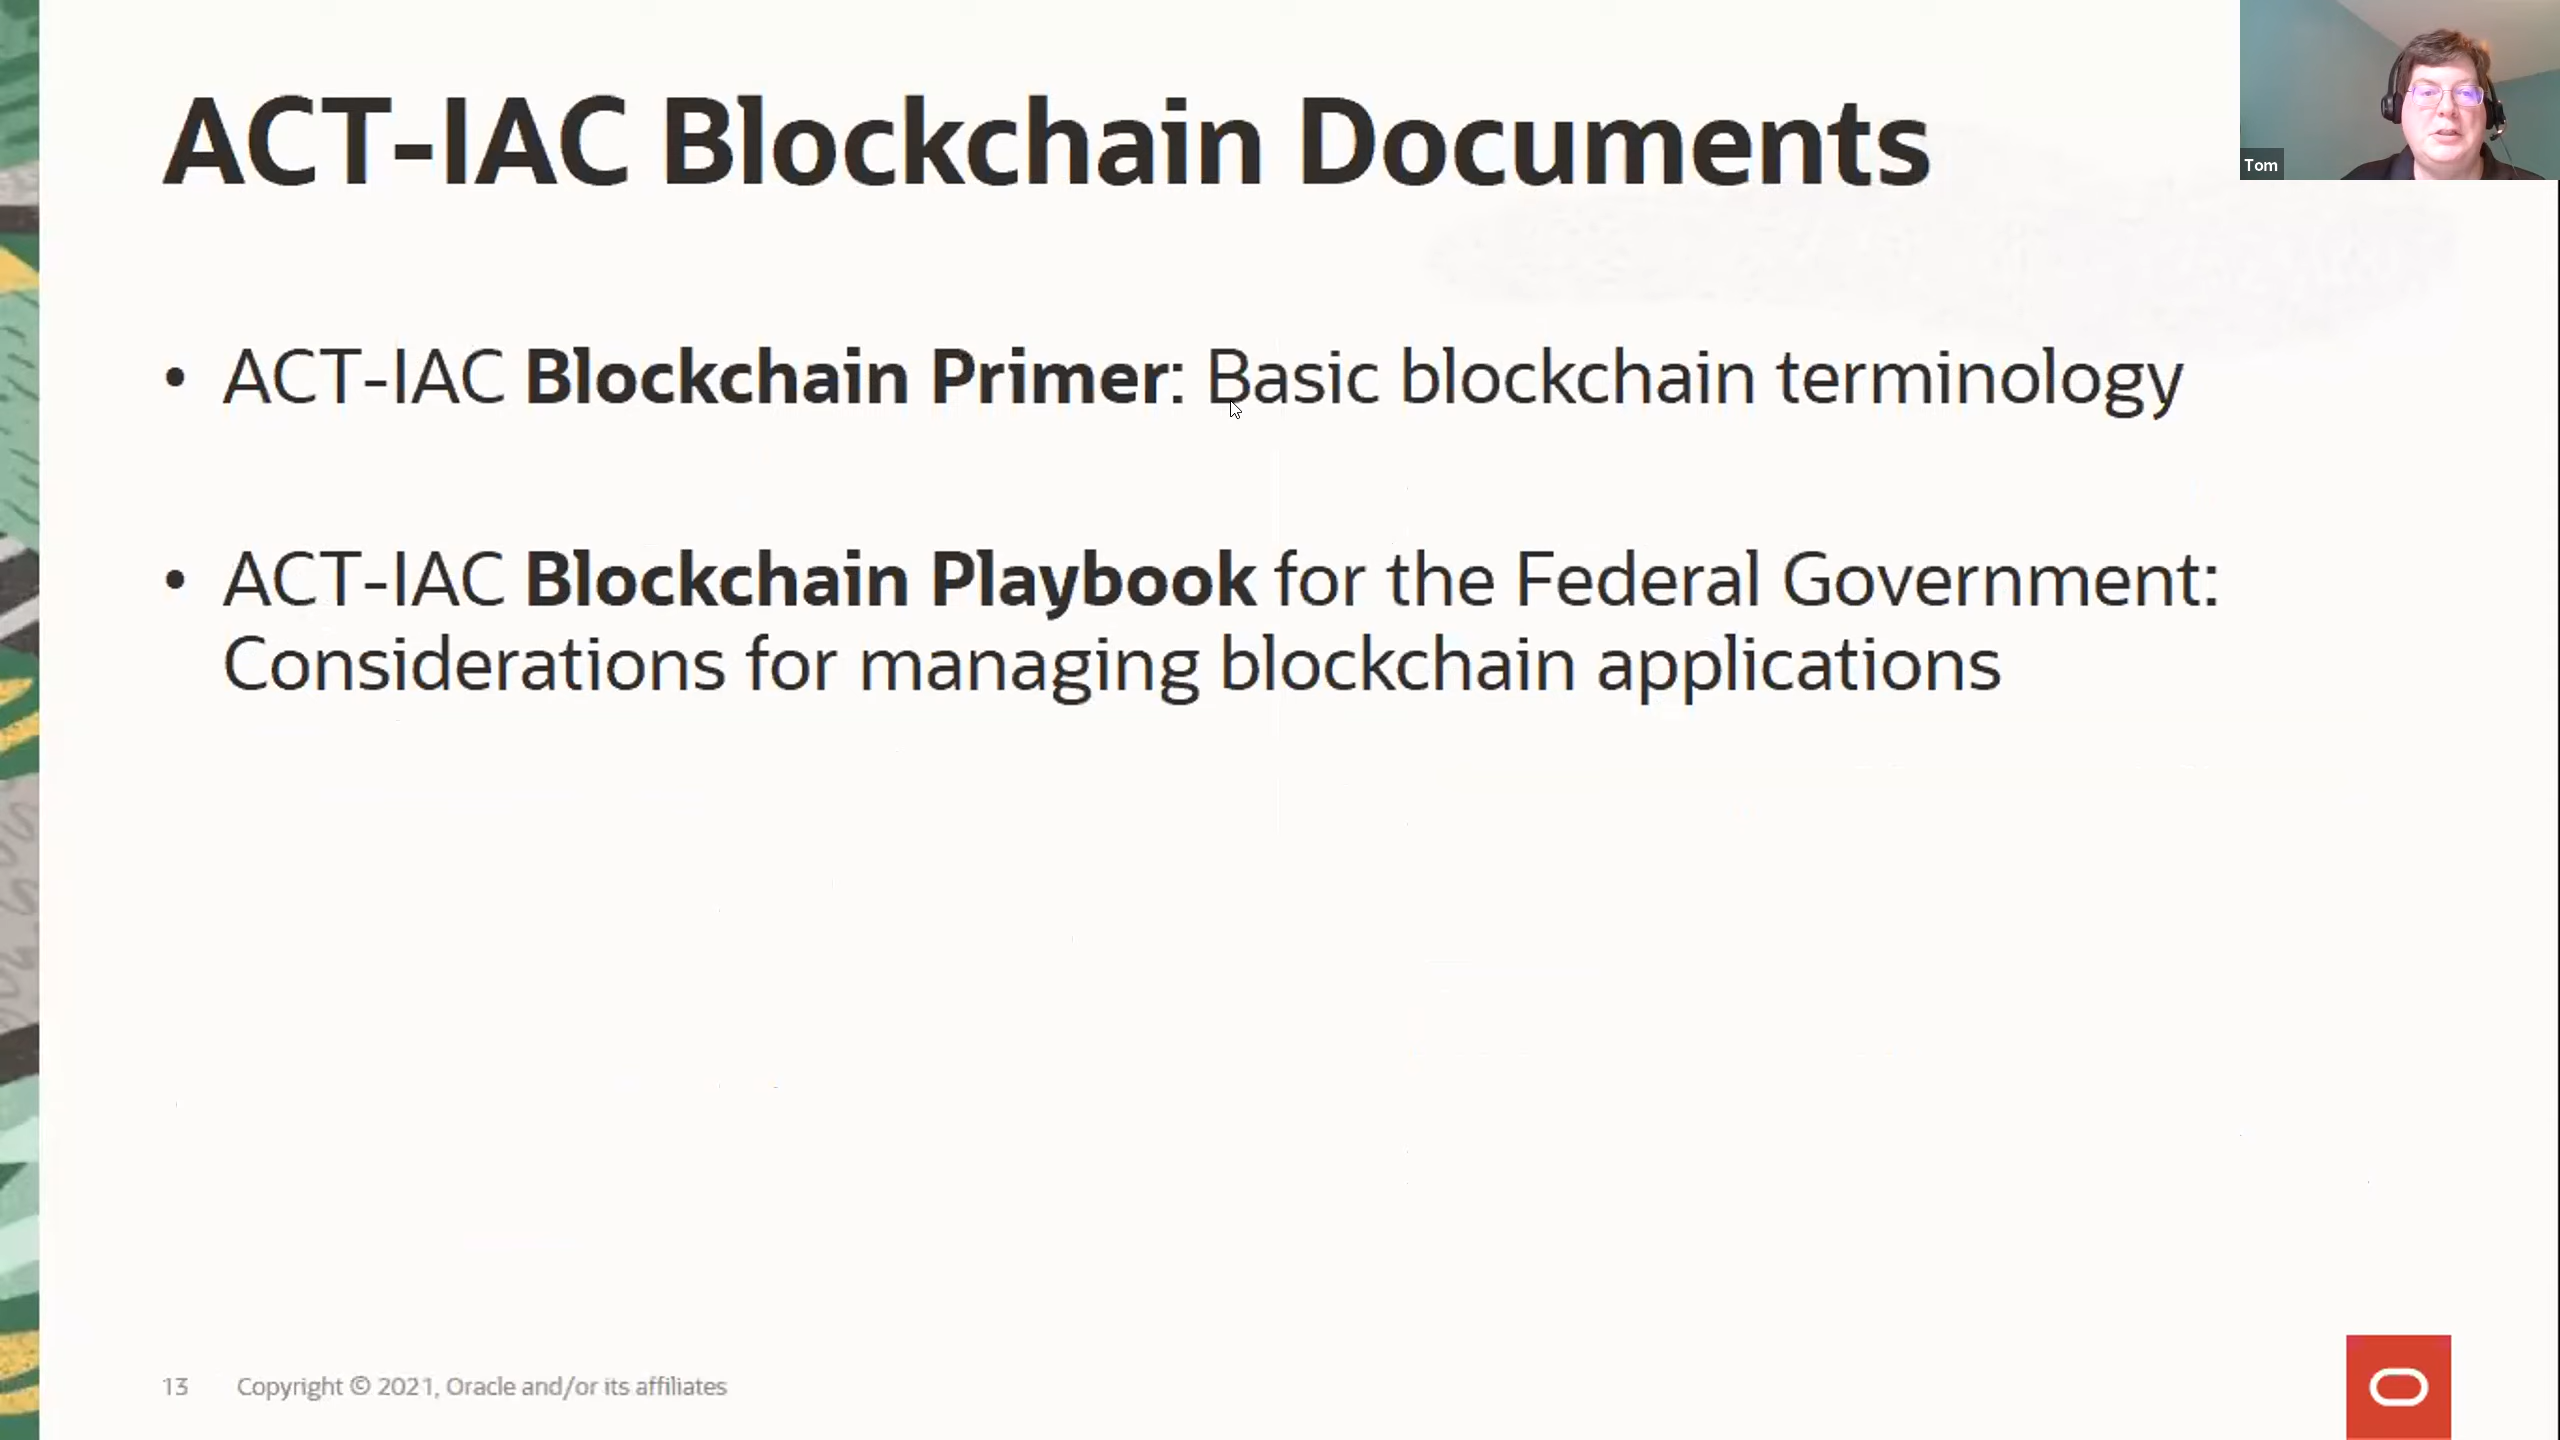 ACT-IAC Blockchain Documents
Tom
• ACT-IAC Blockchain Primer: Basic blockchain terminology
• ACT-IAC Blockchain Playbook for the Federal Government:
Considerations for managing blockchain applications
13 Copyright © 2021, Oracle and/or its affiliates